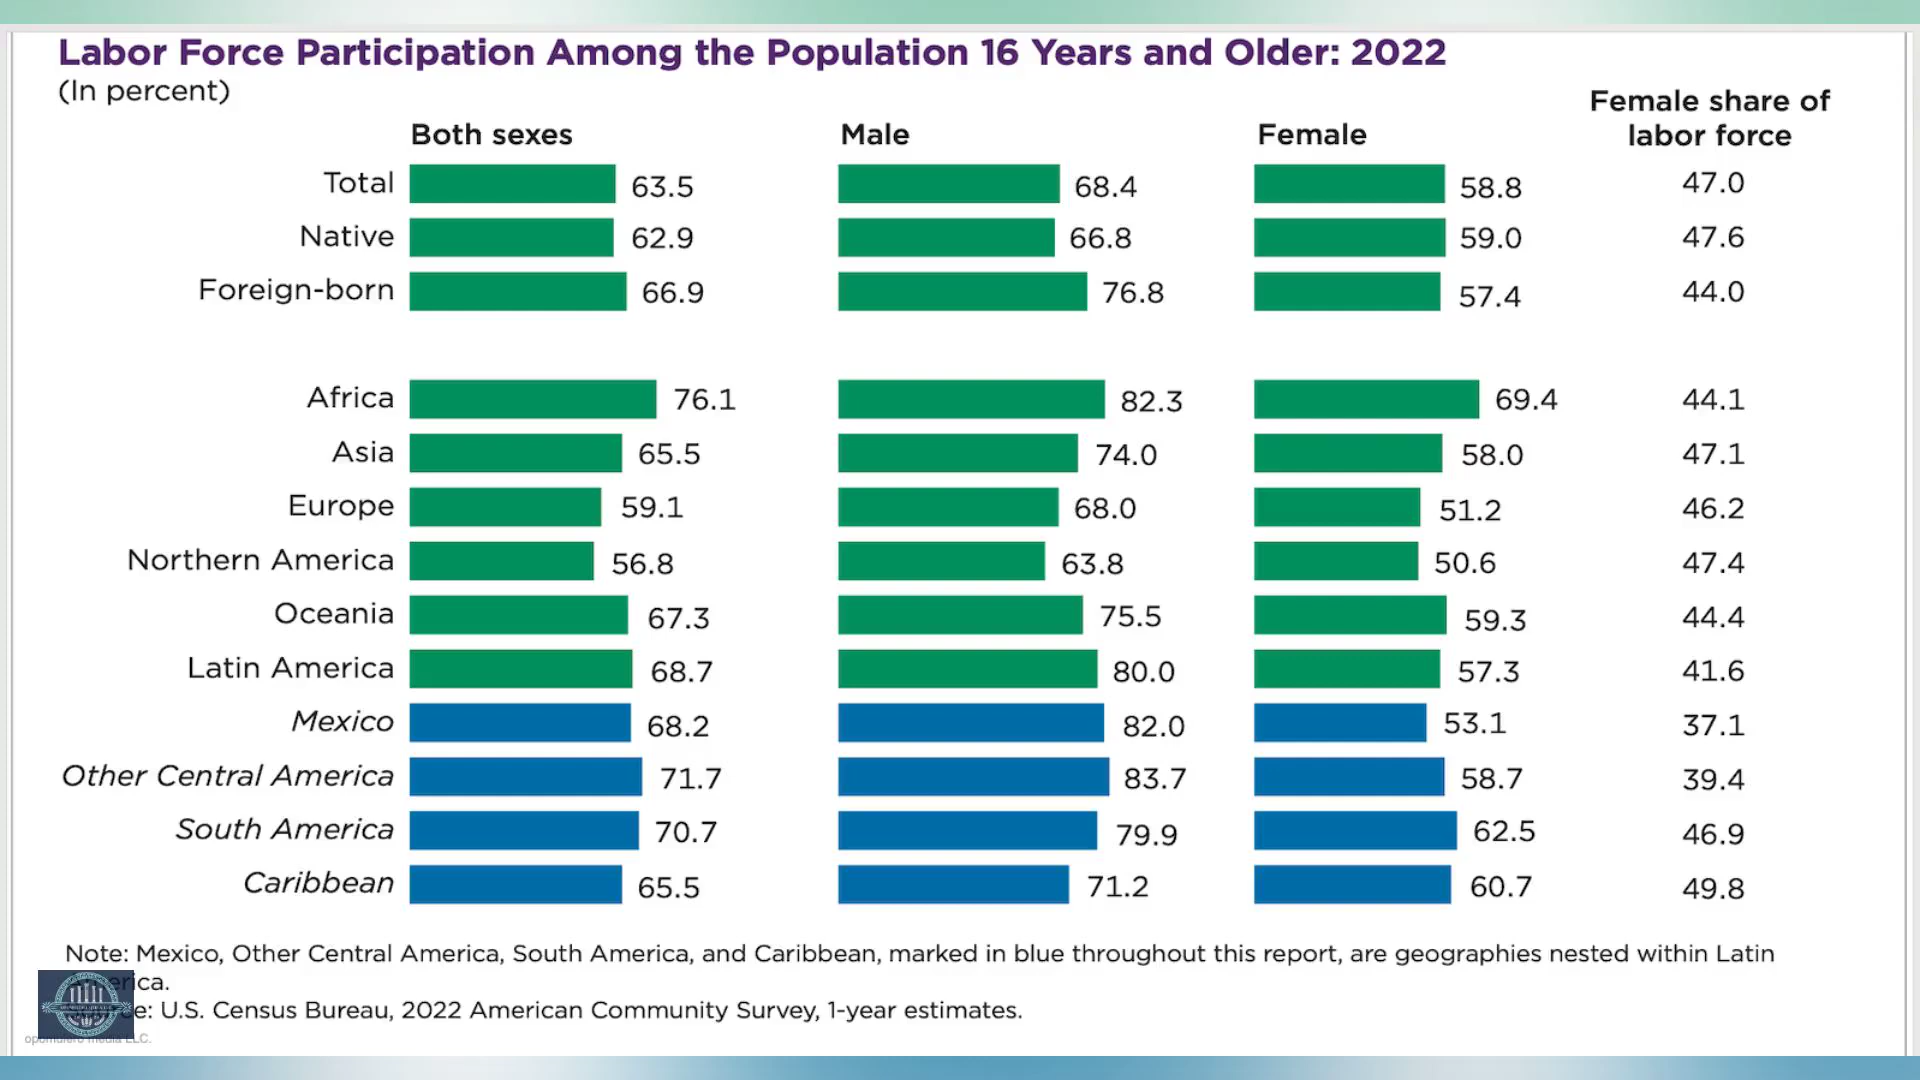 Labor Force Participation Among the Population 16 Years and Older: 2022
(In percent)
Both sexes Male Female Female share of labor force
Total 63.5 68.4 58.8 47.0
Native 62.9 66.8 59.0 47.6
Foreign-born 66.9 76.8 57.4 44.0
Africa 76.1 82.3 69.4 44.1
Asia 65.5 74.0 58.0 47.1
Europe 59.1 68.0 51.2 46.2
Northern America 56.8 63.8 50.6 47.4
Oceania 67.3 75.5 59.3 44.4
Latin America 68.7 80.0 57.3 41.6
Mexico 68.2 82.0 53.1 37.1
Other Central America 71.7 83.7 58.7 39.4
South America 70.7 79.9 62.5 46.9
Caribbean 65.5 71.2 60.7 49.8
Note: Mexico, Other Central America, South America, and Caribbean, marked in blue throughout this report, are geographies nested within Latin
America.
Source: U.S. Census Bureau, 2022 American Community Survey, 1-year estimates.
media LLC.